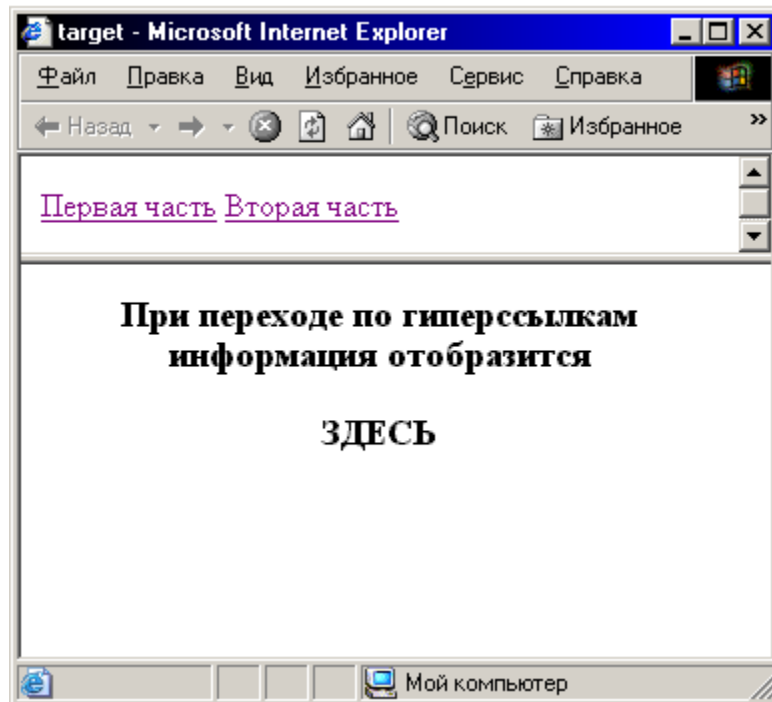 target - Microsoft Internet Explorer
Файл Правка Вид Избранное Сервис Справка
Назад Поиск Избранное »
Первая часть Вторая часть
При переходе по гиперссылкам
информация отобразится
ЗДЕСЬ
Мой компьютер